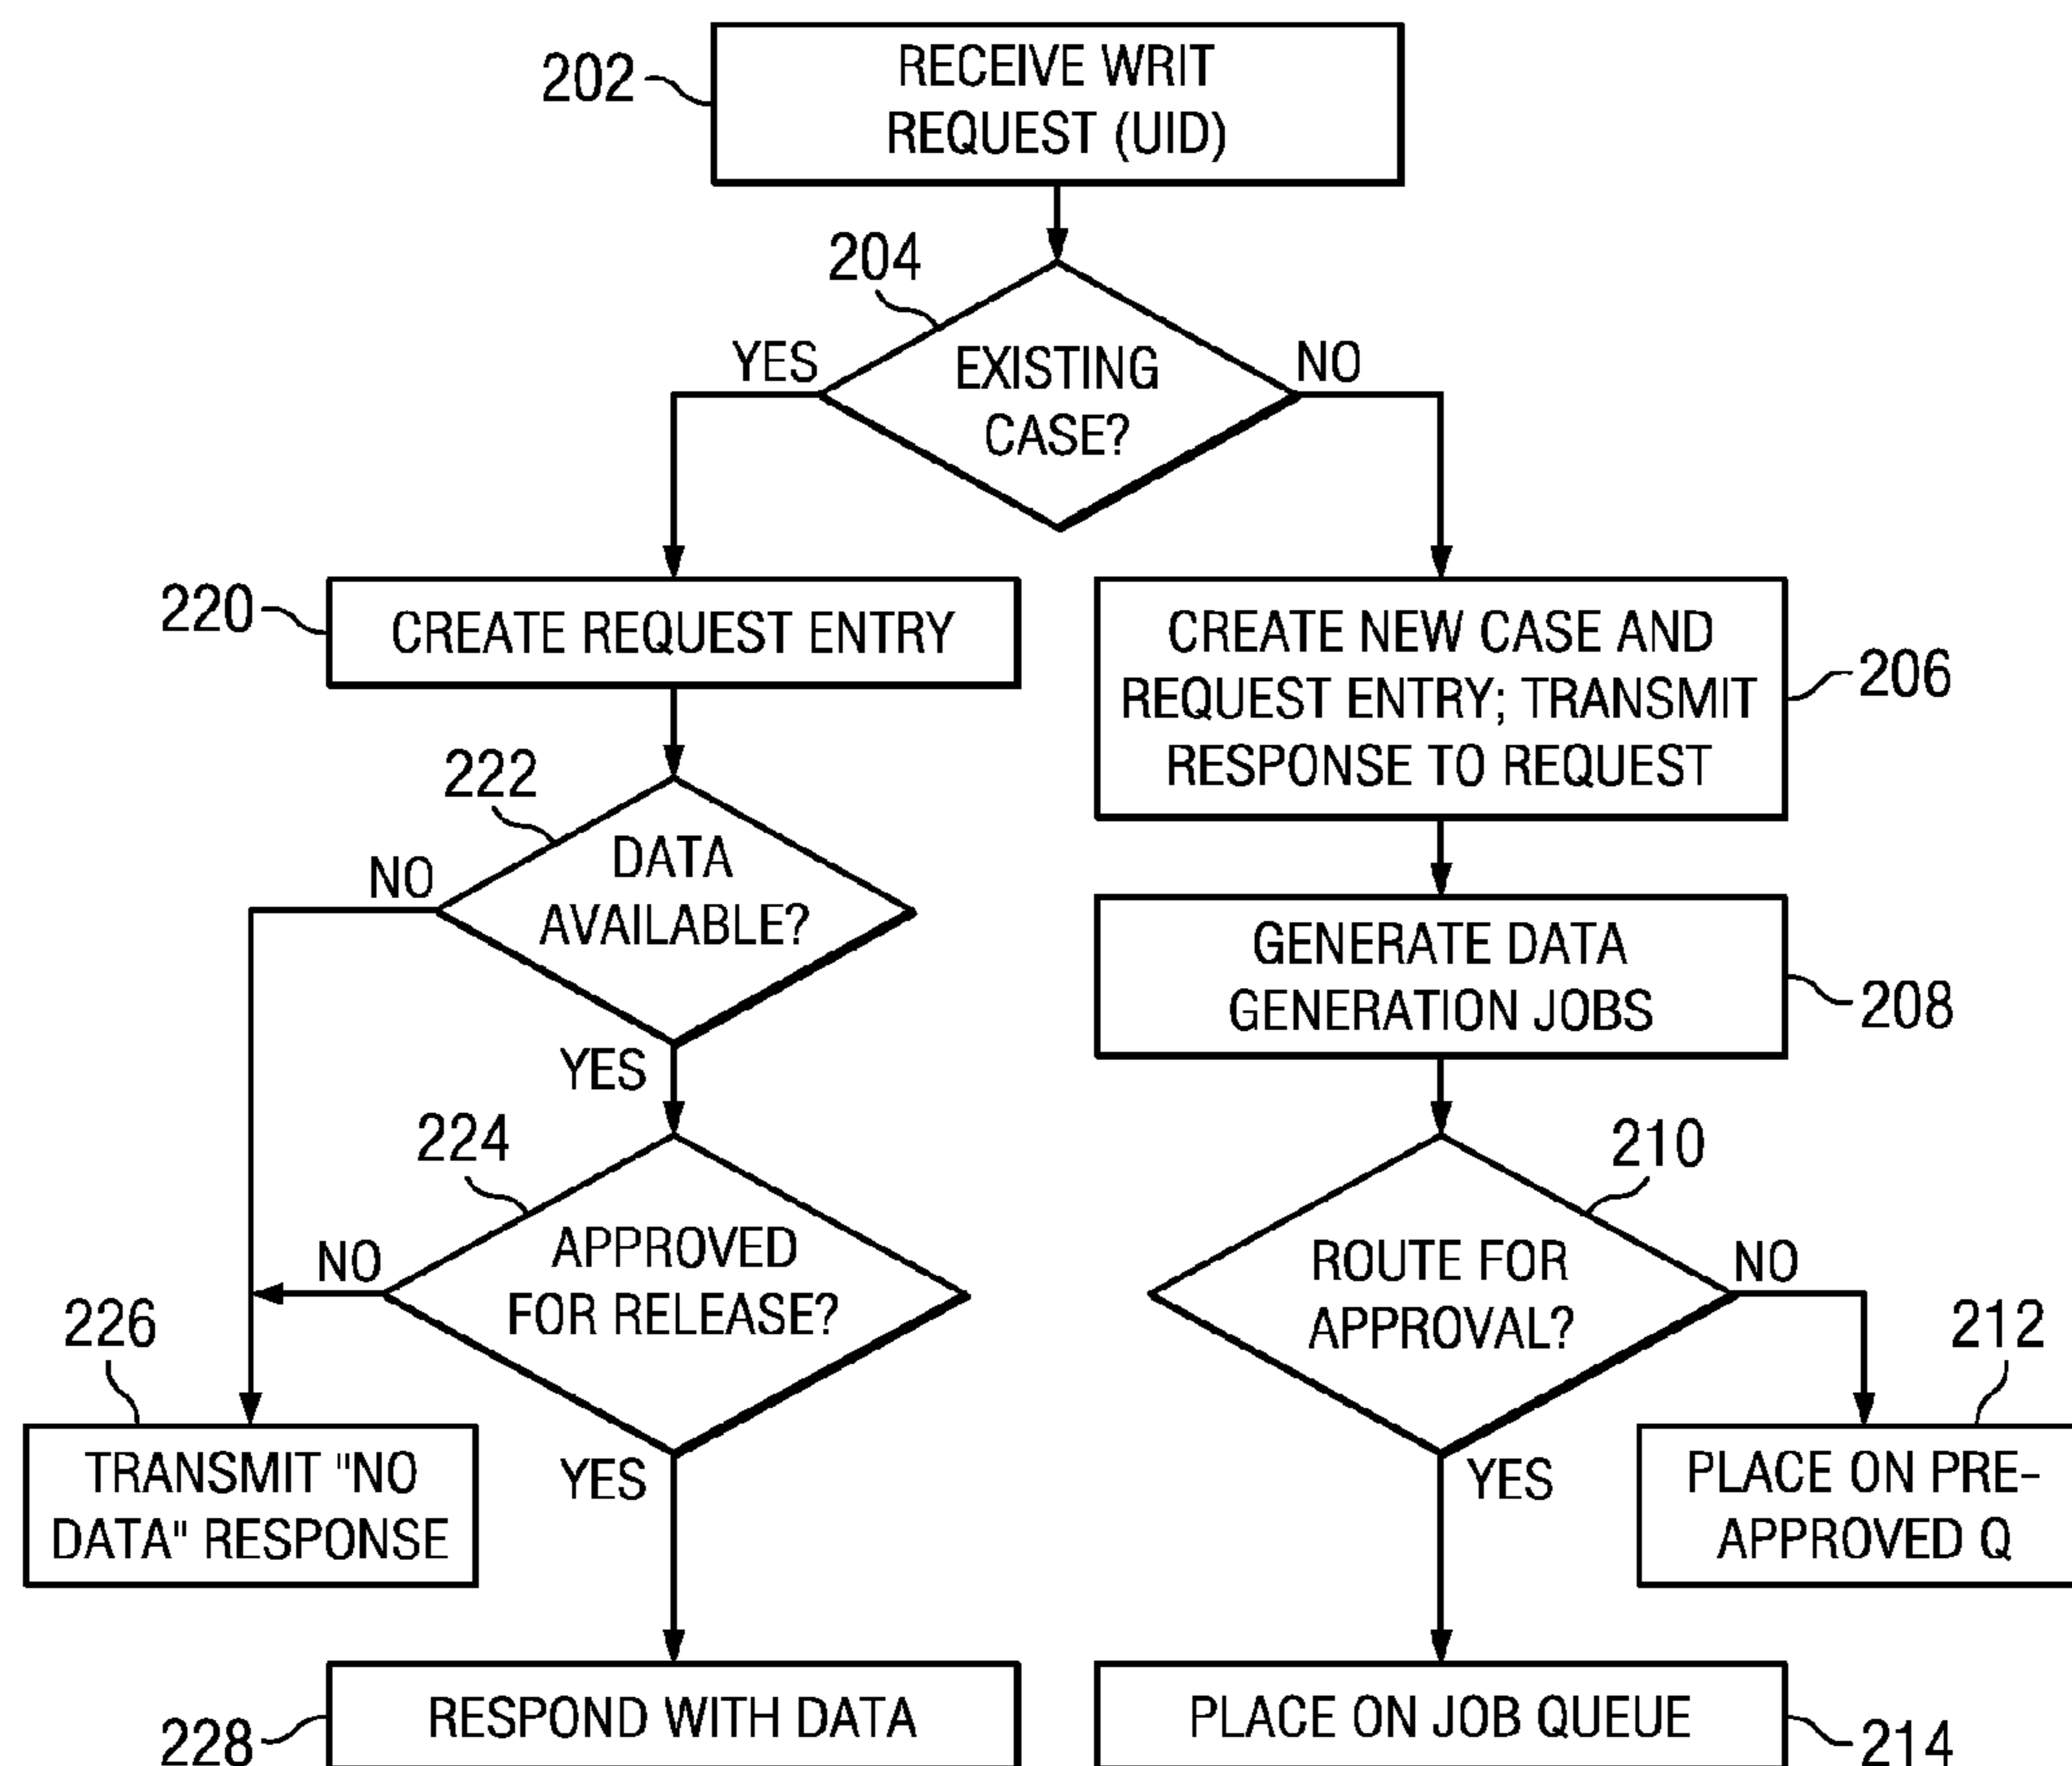 202
RECEIVE WRIT
REQUEST (UID)
204
YES
EXISTING
CASE?
NO
220
CREATE REQUEST ENTRY
CREATE NEW CASE AND
REQUEST ENTRY; TRANSMIT
RESPONSE TO REQUEST
206
222
NO
DATA
AVAILABLE?
YES
GENERATE DATA
GENERATION JOBS
208
224
NO
APPROVED
FOR RELEASE?
YES
210
ROUTE FOR
APPROVAL?
NO
YES
226
TRANSMIT "NO
DATA" RESPONSE
212
PLACE ON PRE-
APPROVED Q
228
RESPOND WITH DATA
PLACE ON JOB QUEUE
214